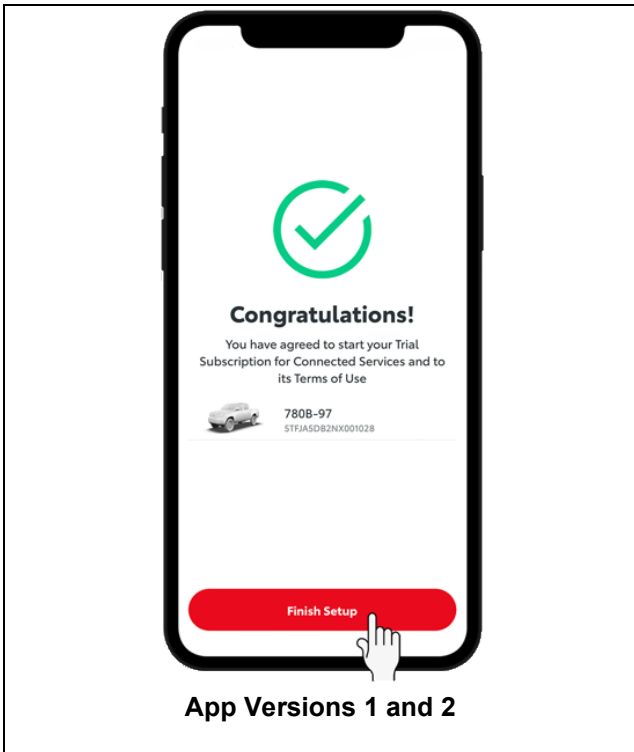 Congratulations!
You have agreed to start your Trial
Subscription for Connected Services and to
its Terms of Use
780B-97
5TFJA5DB2NX001028
Finish Setup
App Versions 1 and 2